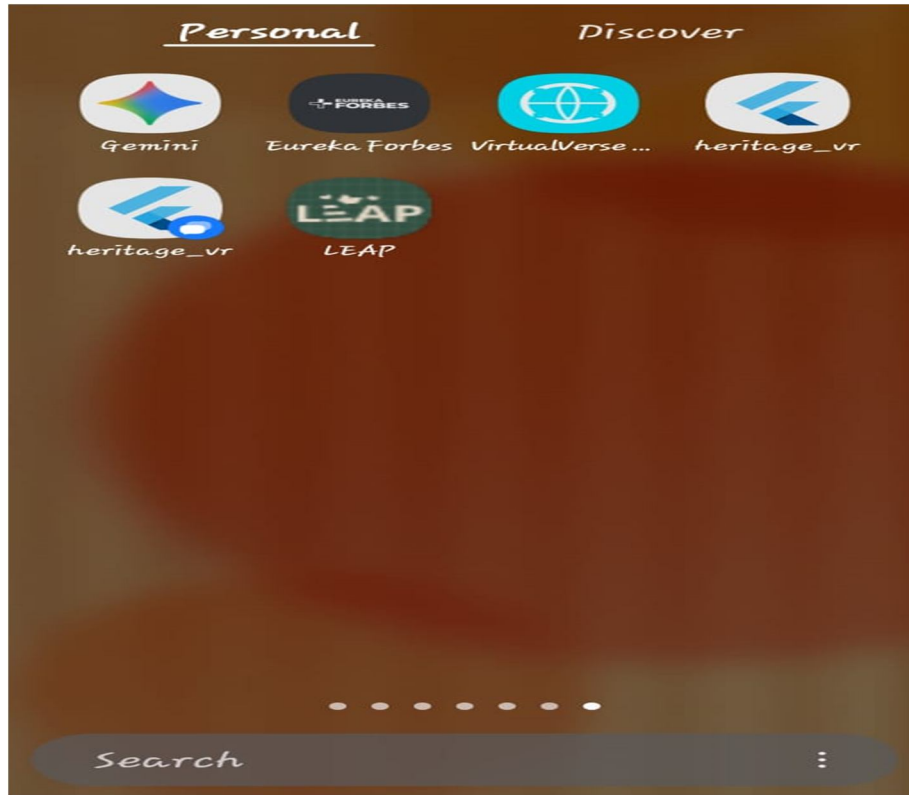 Personal Discover
EUREKA
FORBES
Gemini Eureka Forbes VirtualVerse ... heritage_vr
LEAP
heritage_vr LEAP
Search